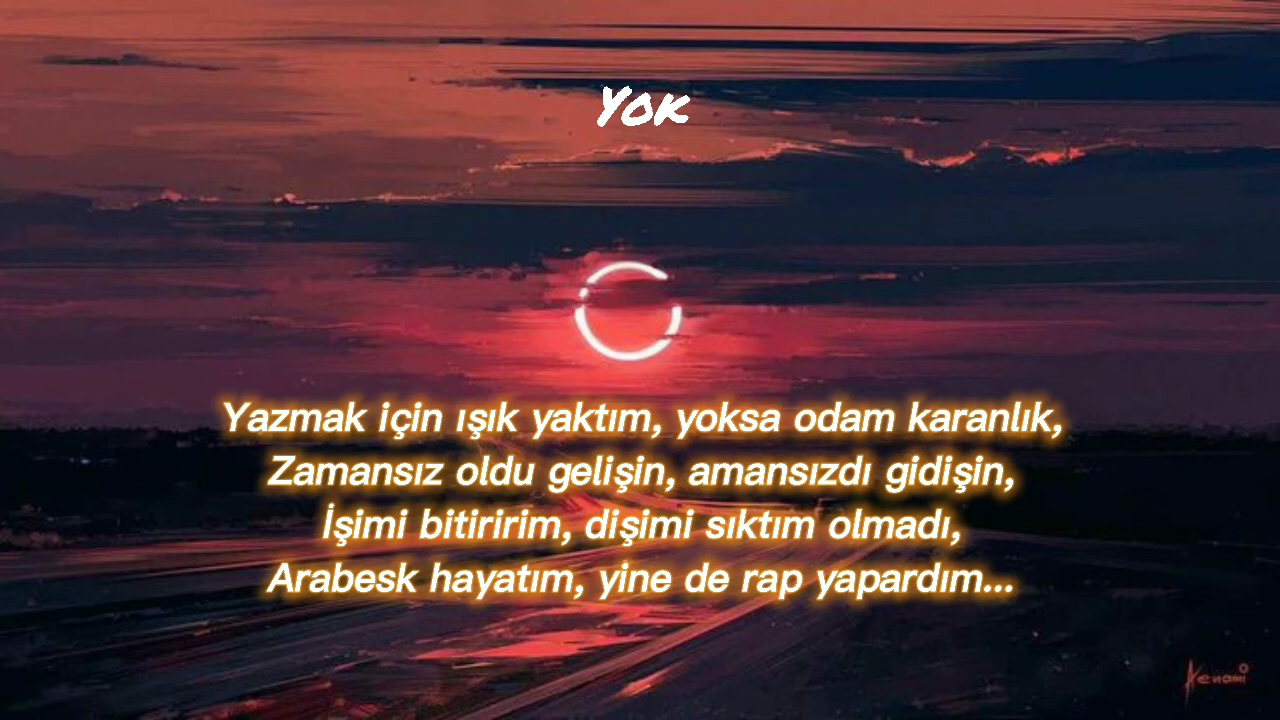 Yok
Yazmak için ışık yaktım, yoksa odam karanlık,
Zamansız oldu gelişin, amansızdı gidişin,
İşimi bitiririm, dişimi sıktım olmadı,
Arabesk hayatım, yine de rap yapardım...
Aenami